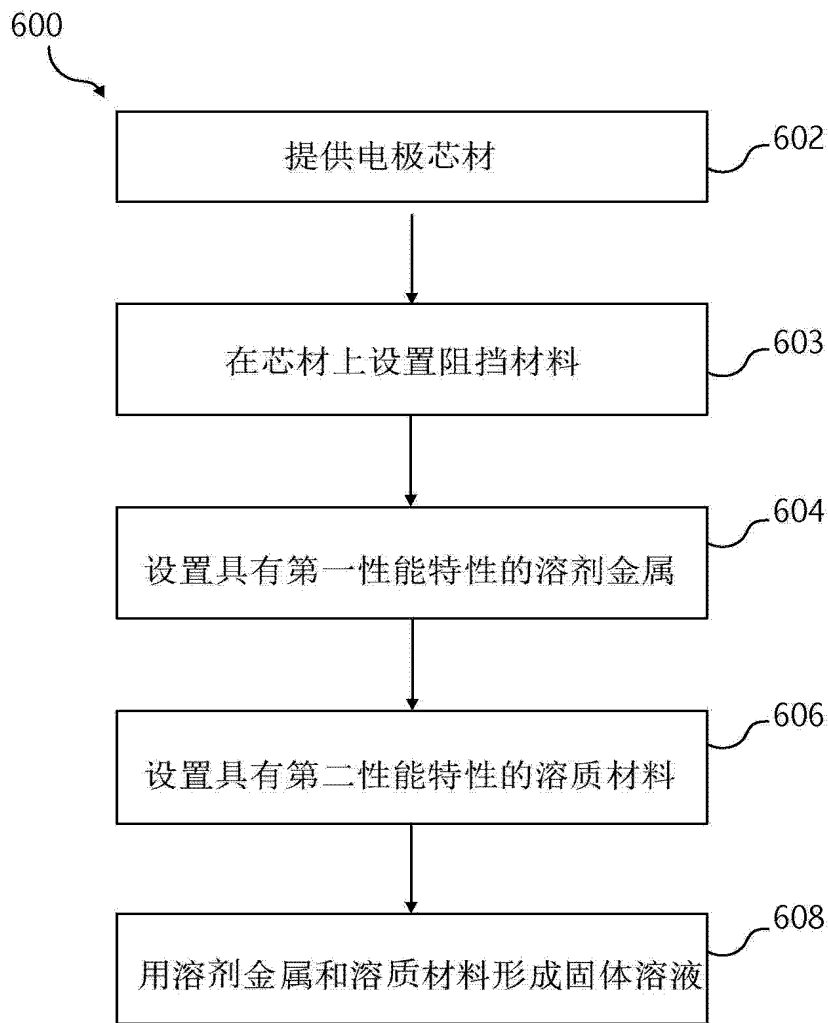 600
提供电极芯材
602
在芯材上设置阻挡材料
603
设置具有第一性能特性的溶剂金属
604
设置具有第二性能特性的溶质材料
606
用溶剂金属和溶质材料形成固体溶液
608